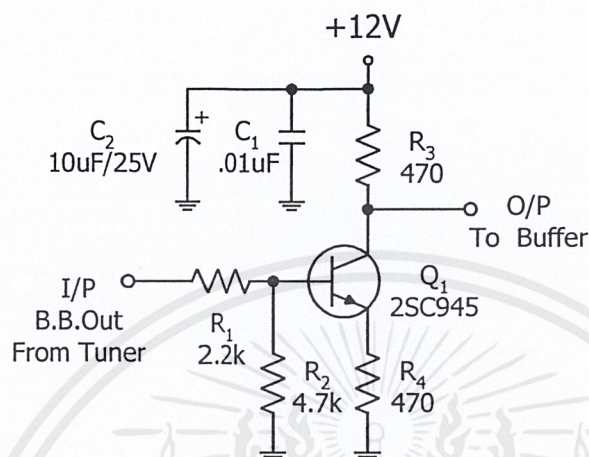 +12V
C2
10uF/25V
+
C1
.01uF
R3
470
O/P
To Buffer
I/P
B.B.Out
From Tuner
R1
2.2k
Q1
2SC945
R2
4.7k
R4
470